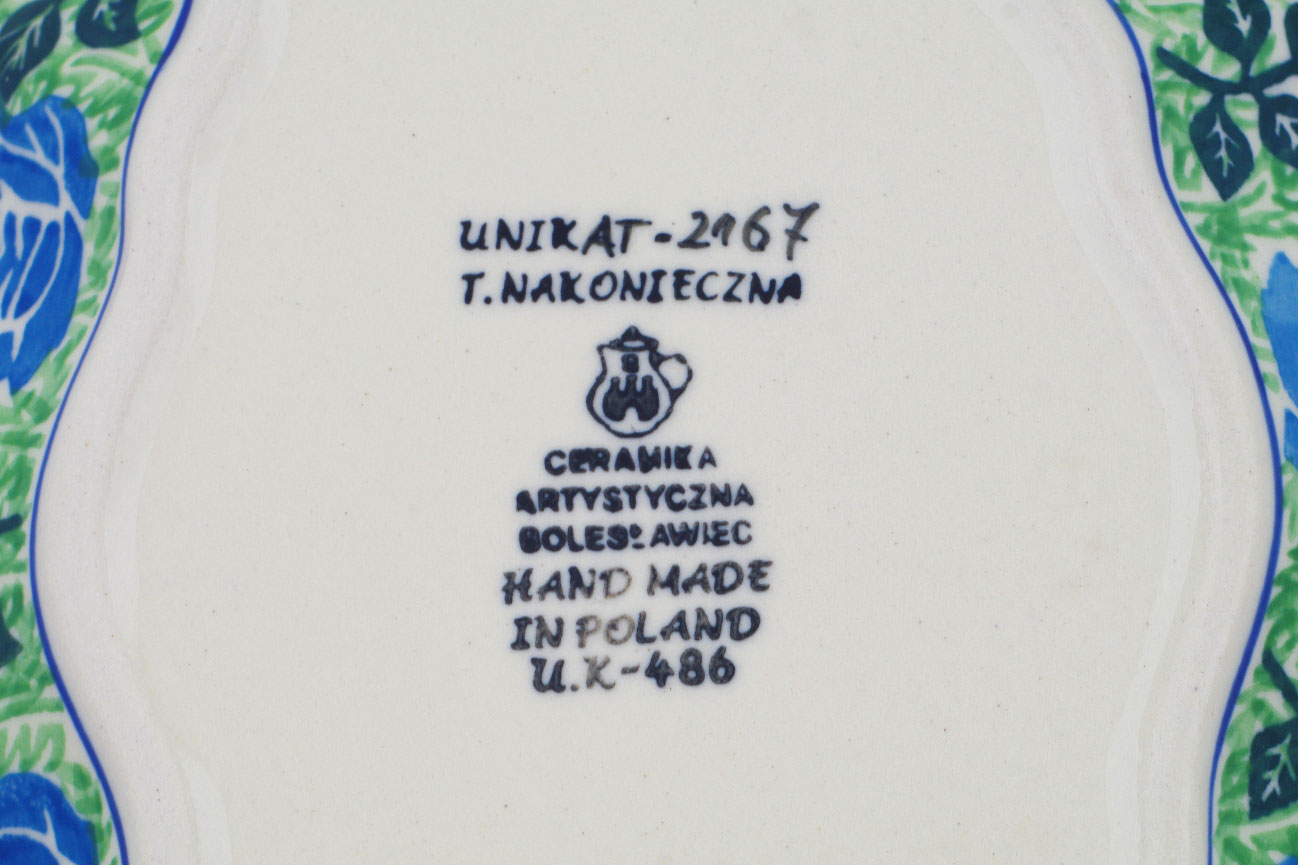 UNIKAT-2167
T.NAKONIECZNA
CERAMIKA
ARTYSTYCZNA
BOLESŁAWIEC
HAND MADE
IN POLAND
U.K-486